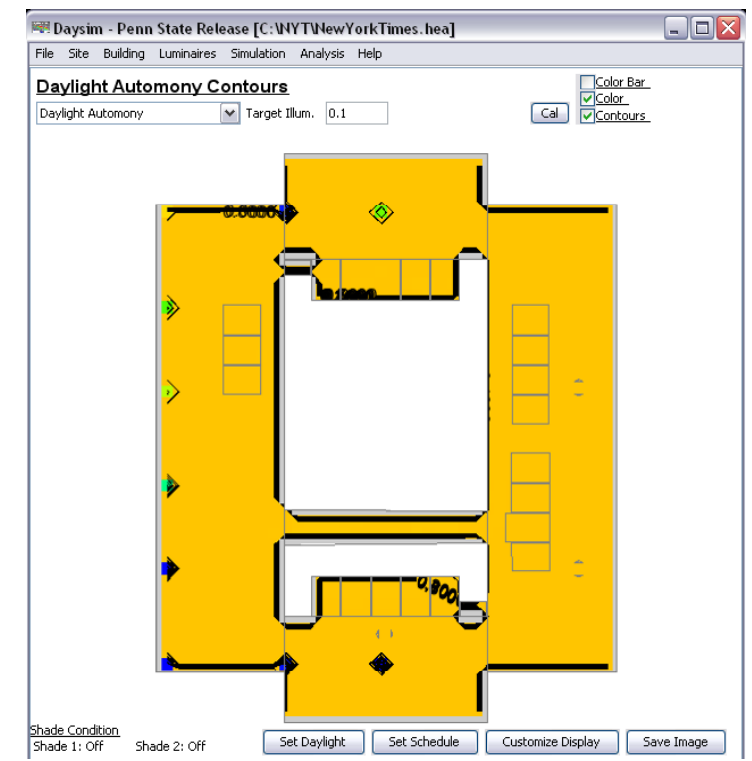 Daysim - Penn State Release [C:\NYT\NewYorkTimes.hea]
File Site Building Luminaires Simulation Analysis Help
Daylight Automony Contours
Color Bar
Color
Contours
Daylight Automony Target Illum. 0.1 Cal
Shade Condition
Shade 1: Off Shade 2: Off
Set Daylight Set Schedule Customize Display Save Image